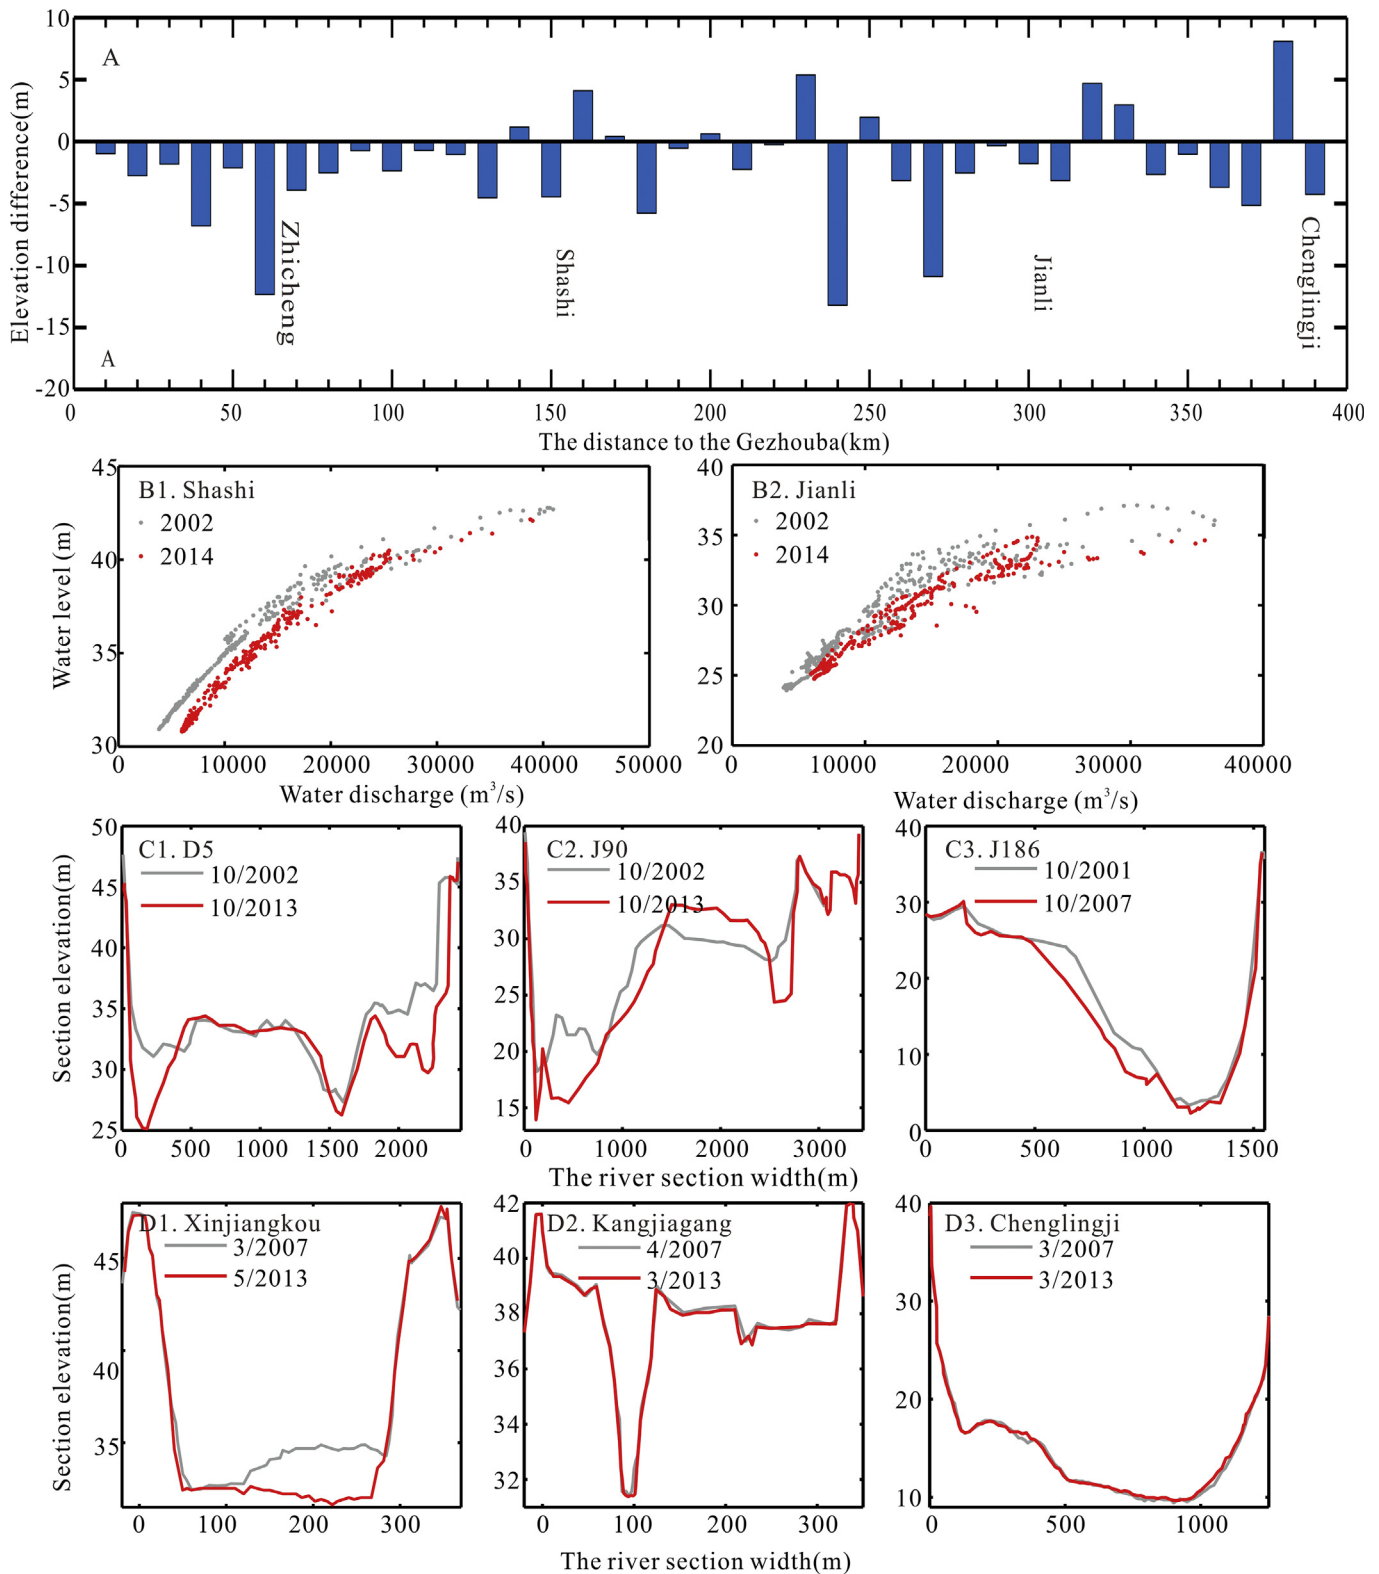 A
A
Elevation difference(m)
10
5
0
-5
-10
-15
-20
Zhicheng
Shashi
Jianli
Chenglingji
0 50 100 150 200 250 300 350 400
The distance to the Gezhouba(km)
B1. Shashi
2002
2014
Water level (m)
45
40
35
30
0 10000 20000 30000 40000 50000
Water discharge (m³/s)
B2. Jianli
2002
2014
40
35
30
25
20
0 10000 20000 30000 40000
Water discharge (m³/s)
C1. D5
10/2002
10/2013
Section elevation(m)
50
45
40
35
30
25
0 500 1000 1500 2000
C2. J90
10/2002
10/2013
40
35
30
25
20
15
0 1000 2000 3000
C3. J186
10/2001
10/2007
40
30
20
10
0
0 500 1000 1500
The river section width(m)
D1. Xinjiangkou
3/2007
5/2013
Section elevation(m)
45
40
35
0 100 200 300
D2. Kangjiagang
4/2007
3/2013
42
40
38
36
34
32
0 100 200 300
D3. Chenglingji
3/2007
3/2013
40
30
20
10
0 500 1000
The river section width(m)